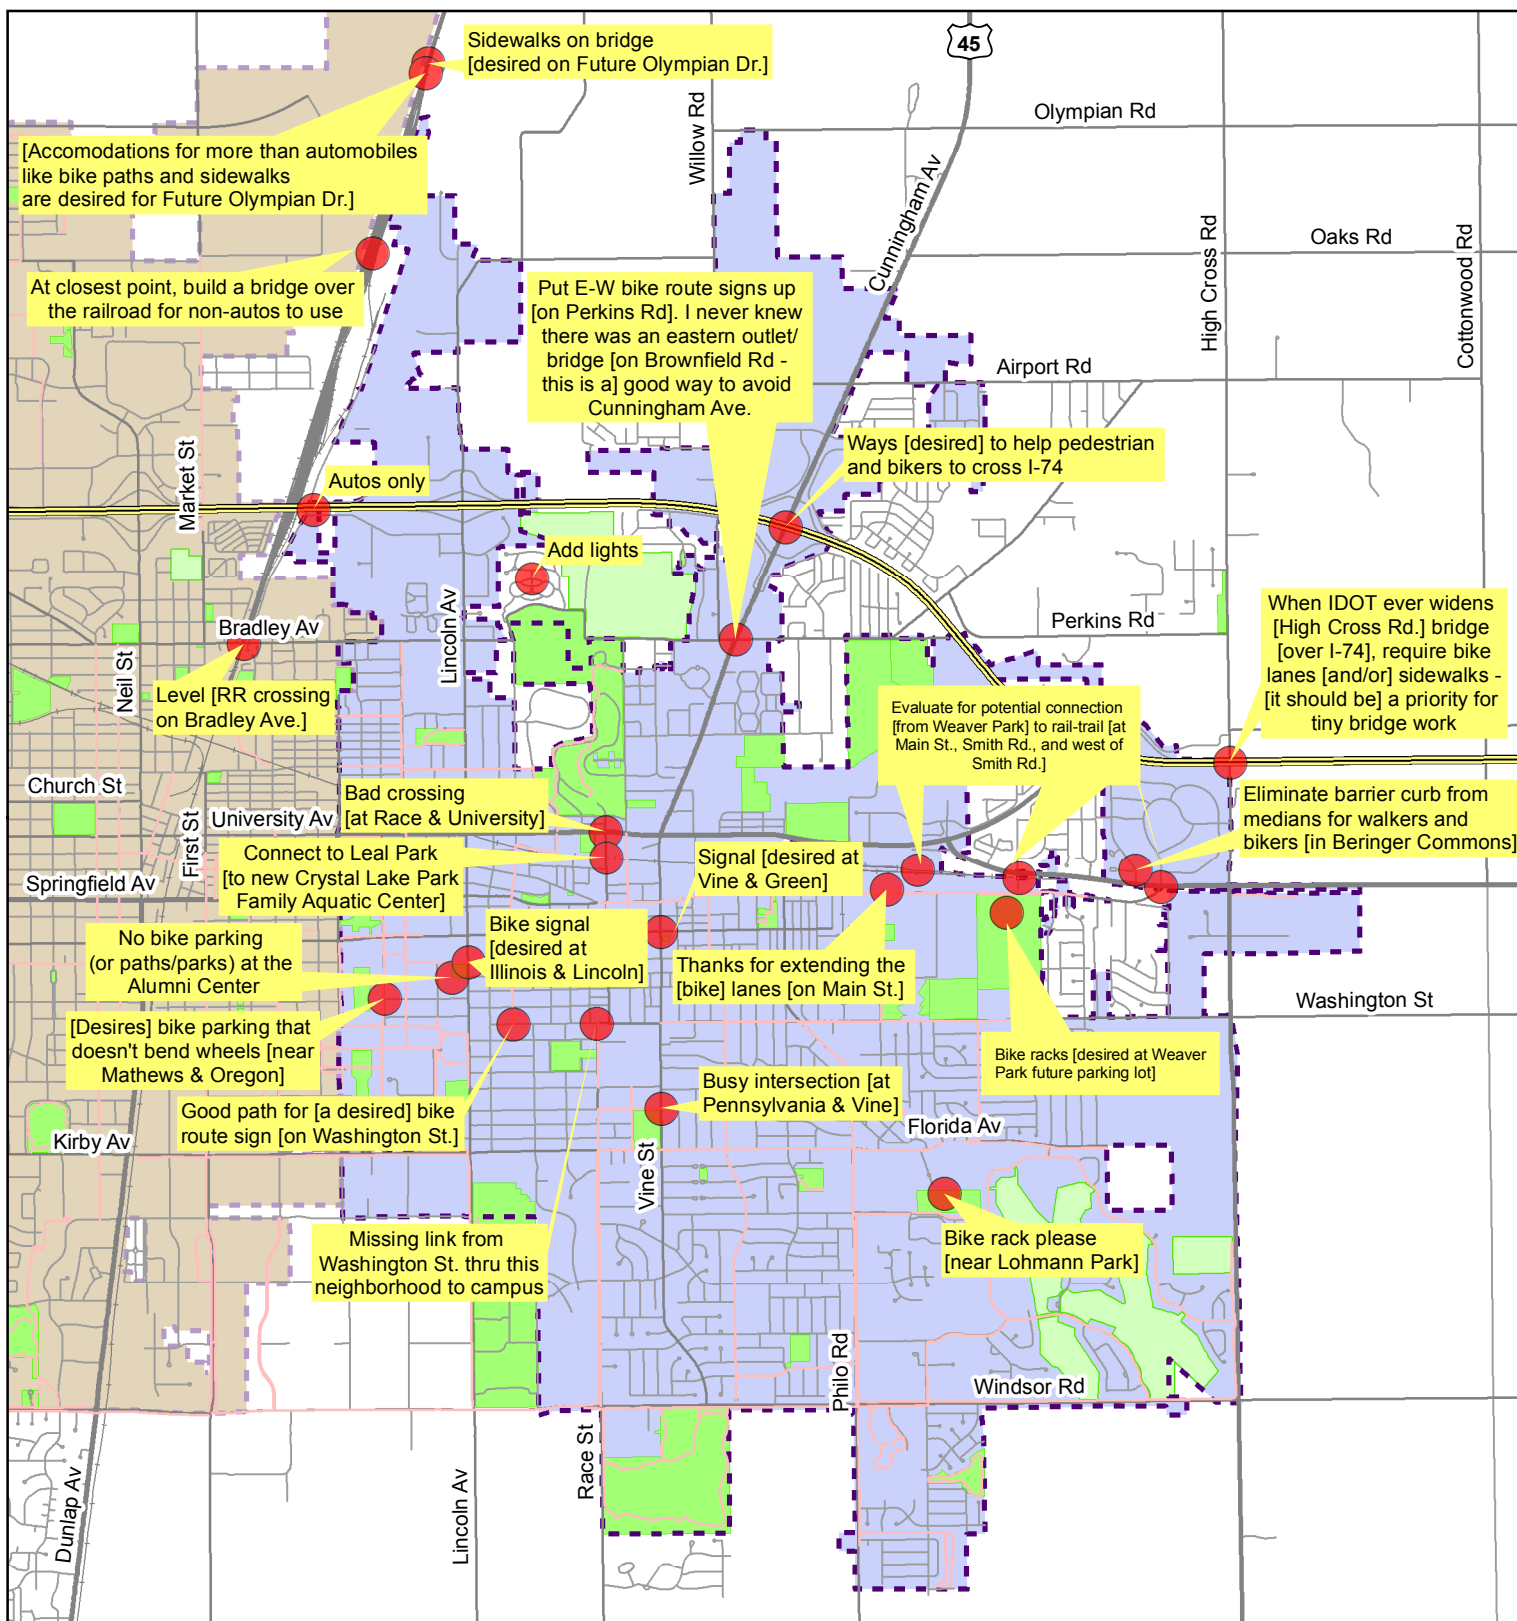 Sidewalks on bridge
[desired on Future Olympian Dr.]
45
Olympian Rd
Willow Rd
[Accomodations for more than automobiles
like bike paths and sidewalks
are desired for Future Olympian Dr.]
Cunningham Av
High Cross Rd
Oaks Rd
Cottonwood Rd
At closest point, build a bridge over
the railroad for non-autos to use
Put E-W bike route signs up
[on Perkins Rd]. I never knew
there was an eastern outlet/
bridge [on Brownfield Rd -
this is a] good way to avoid
Cunningham Ave.
Airport Rd
Market St
Autos only
Ways [desired] to help pedestrian
and bikers to cross I-74
Add lights
Bradley Av
Lincoln Av
Perkins Rd
When IDOT ever widens
[High Cross Rd.] bridge
[over I-74], require bike
lanes [and/or] sidewalks -
[it should be] a priority for
tiny bridge work
Neil St
Level [RR crossing
on Bradley Ave.]
Evaluate for potential connection
[from Weaver Park] to rail-trail [at
Main St., Smith Rd., and west of
Smith Rd.]
Church St
First St
University Av
Bad crossing
[at Race & University]
Eliminate barrier curb from
medians for walkers and
bikers [in Beringer Commons]
Springfield Av
Connect to Leal Park
[to new Crystal Lake Park
Family Aquatic Center]
Signal [desired at
Vine & Green]
No bike parking
(or paths/parks) at the
Alumni Center
Bike signal
[desired at
Illinois & Lincoln]
Thanks for extending the
[bike] lanes [on Main St.]
Washington St
[Desires] bike parking that
doesn't bend wheels [near
Mathews & Oregon]
Bike racks [desired at Weaver
Park future parking lot]
Good path for [a desired] bike
route sign [on Washington St.]
Busy intersection [at
Pennsylvania & Vine]
Kirby Av
Florida Av
Vine St
Missing link from
Washington St. thru this
neighborhood to campus
Bike rack please
[near Lohmann Park]
Philo Rd
Windsor Rd
Race St
Dunlap Av
Lincoln Av